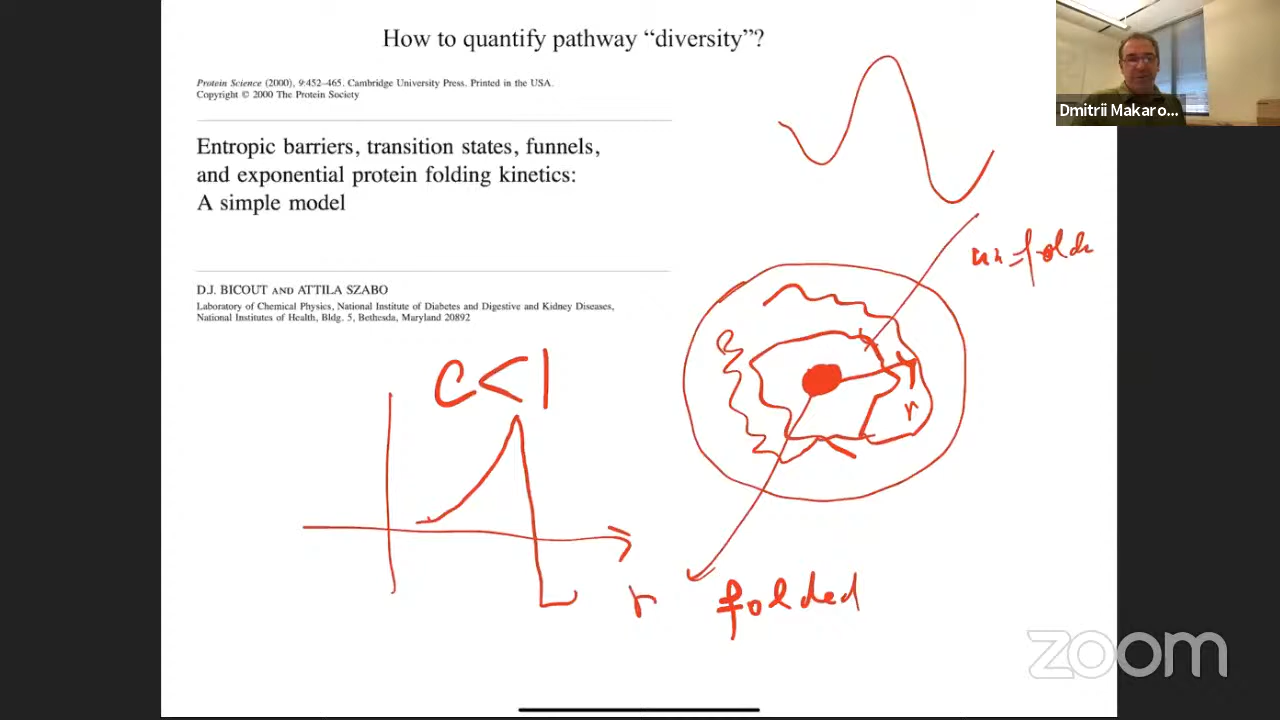 How to quantify pathway “diversity”?
Protein Science (2000), 9:452–465. Cambridge University Press. Printed in the USA.
Copyright © 2000 The Protein Society
Entropic barriers, transition states, funnels,
and exponential protein folding kinetics:
A simple model
D.J. BICOUT AND ATTILA SZABO
Laboratory of Chemical Physics, National Institute of Diabetes and Digestive and Kidney Diseases,
National Institutes of Health, Bldg. 5, Bethesda, Maryland 20892
Dmitrii Makaro...
C<1
r
r
folded
zoom